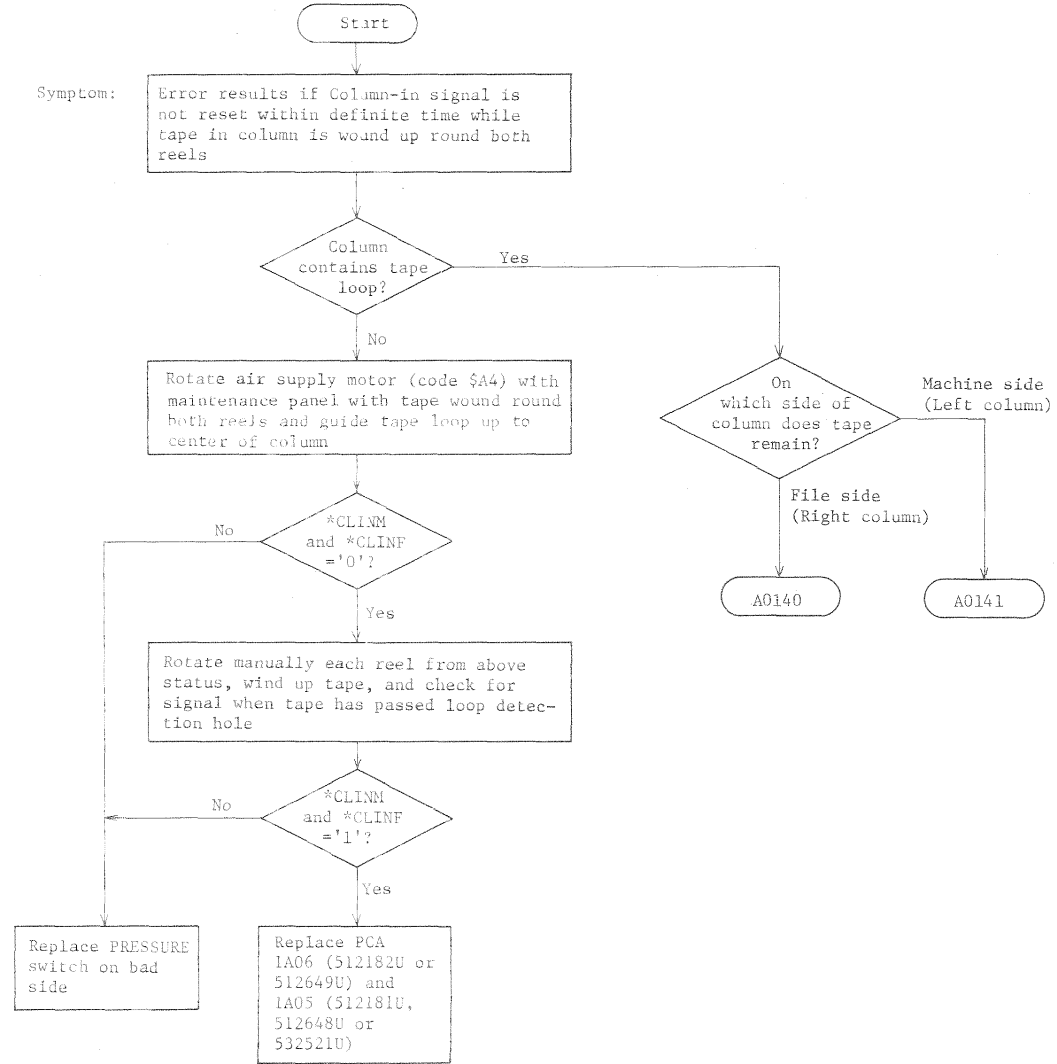 Start
Symptom:
Error results if Column-in signal is
not reset within definite time while
tape in column is wound up round both
reels
Column
contains tape
loop?
Yes
No
Rotate air supply motor (code $A4) with
maintenance panel with tape wound round
both reels and guide tape loop up to
center of column
On
which side of
column does tape
remain?
Machine side
(Left column)
File side
(Right column)
A0140
A0141
*CLINM
and *CLINF
='0'?
No
Yes
Rotate manually each reel from above
status, wind up tape, and check for
signal when tape has passed loop detec-
tion hole
*CLINM
and *CLINF
='1'?
No
Yes
Replace PRESSURE
switch on bad
side
Replace PCA
1A06 (512182U or
512649U) and
1A05 (512181U,
512648U or
532521U)